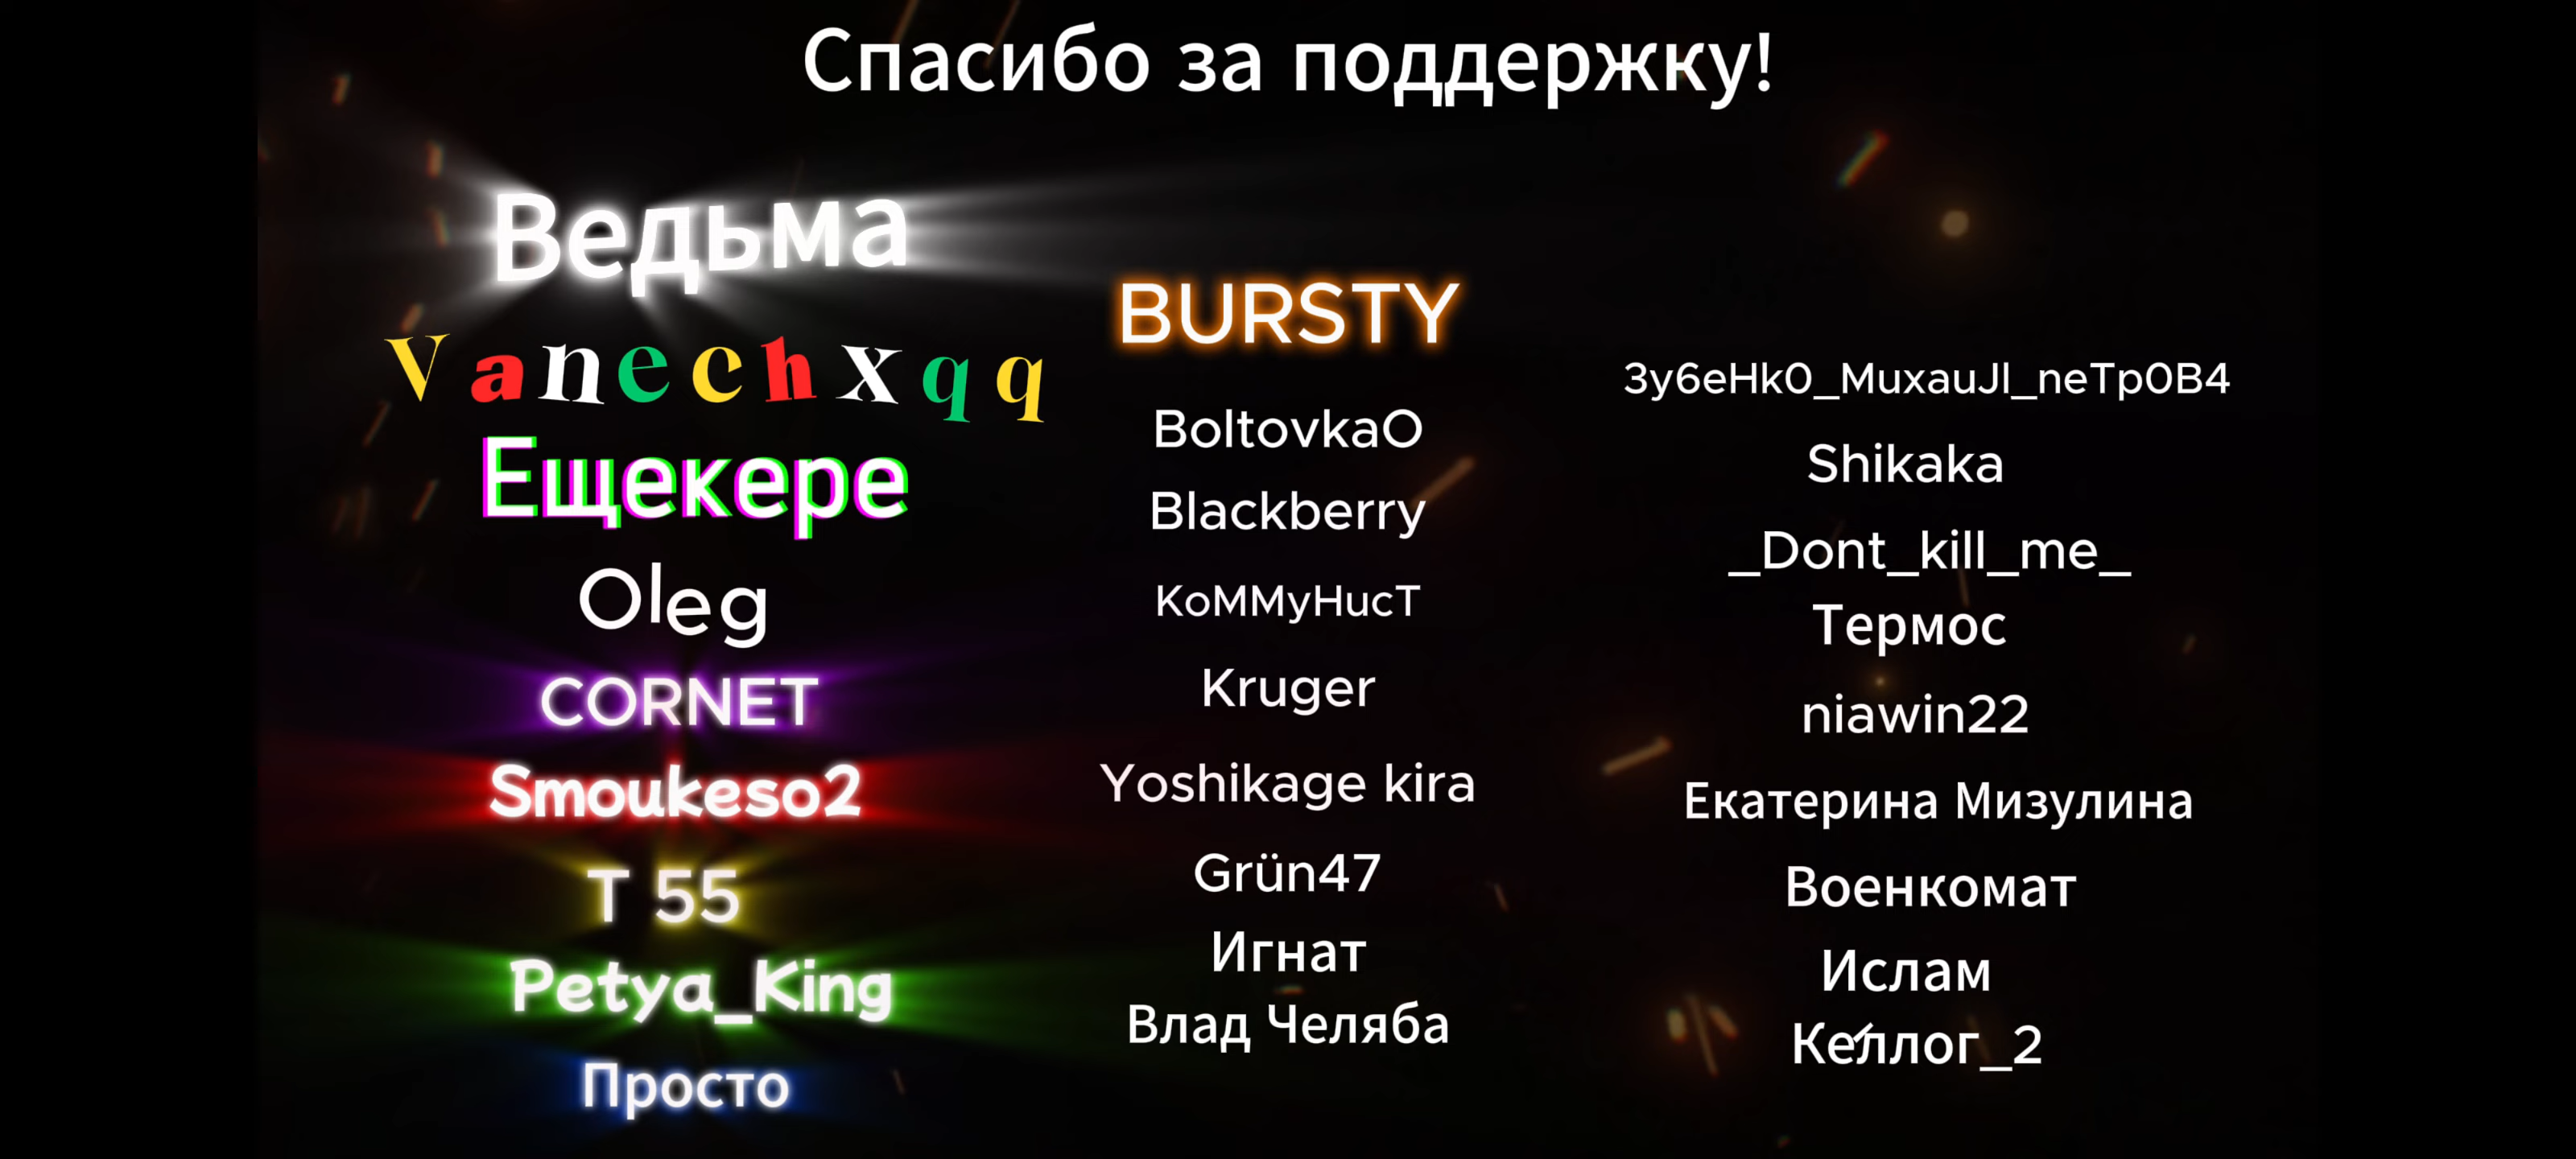 Спасибо за поддержку!
Ведьма
Vanechxqq
Ещекере
Oleg
CORNET
Smoukeso2
T 55
Petya_King
Просто
BURSTY
BoltovkaO
Blackberry
KoMMyHucT
Kruger
Yoshikage kira
Grün47
Игнат
Влад Челяба
3y6eHk0_MuxauJl_neTp0B4
Shikaka
_Dont_kill_me_
Термос
niawin22
Екатерина Мизулина
Военкомат
Ислам
Келлог_2